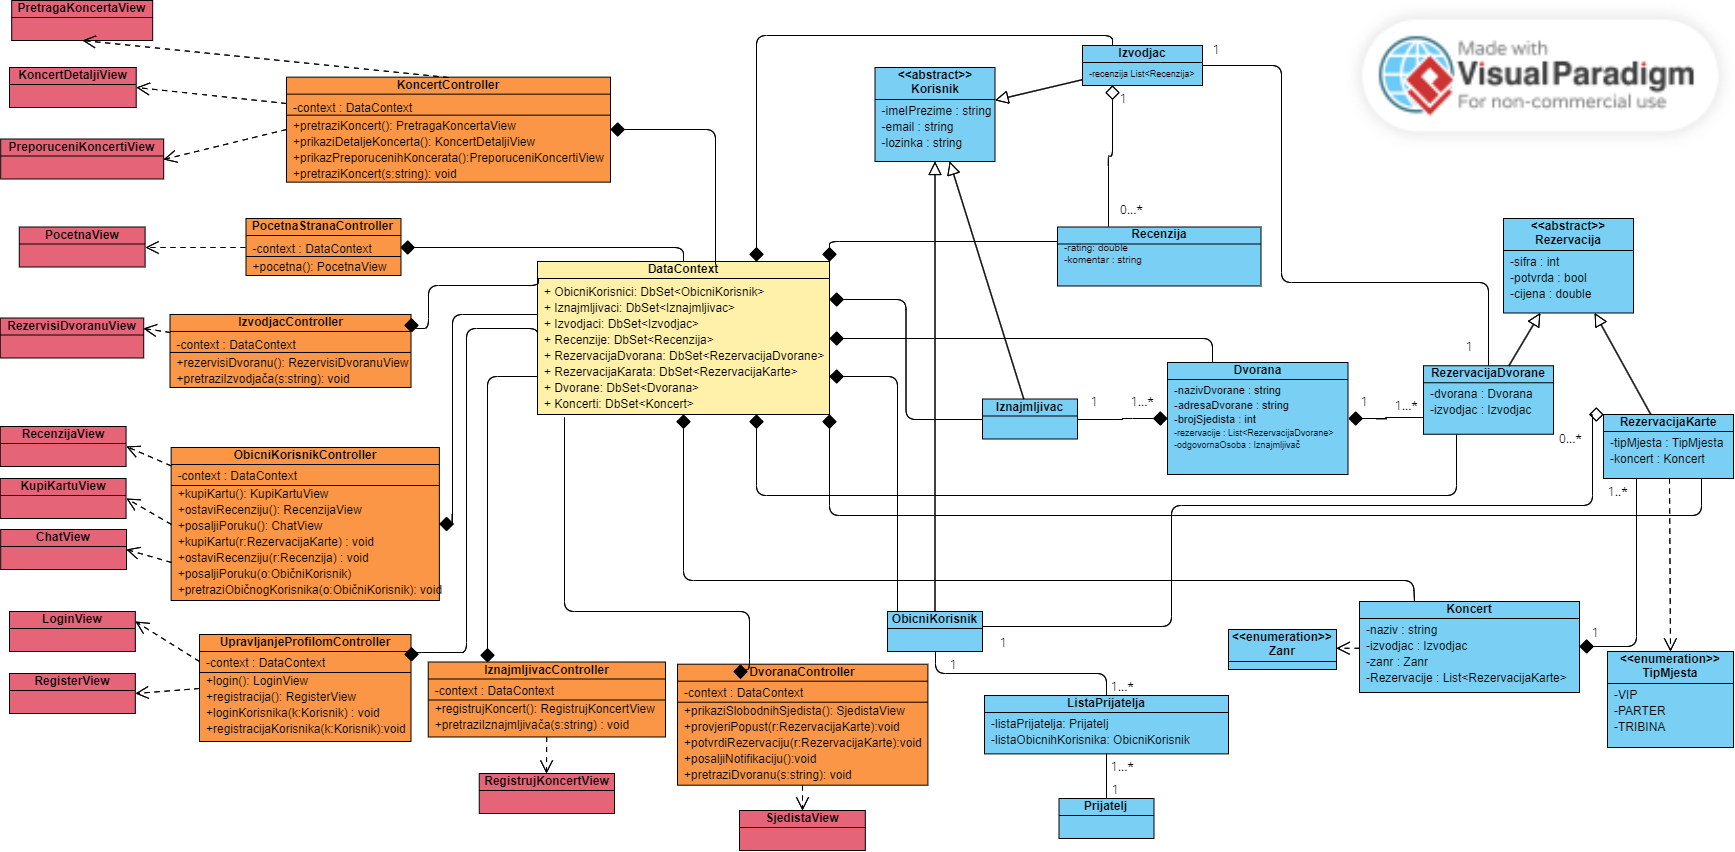 PretragaKoncertaView
KoncertDetaljiView
PreporuceniKoncertiView
KoncertController
-context : DataContext
+pretraziKoncert(): PretragaKoncertaView
+prikaziDetaljeKoncerta(): KoncertDetaljiView
+prikazPreporucenihKoncerata():PreporuceniKoncertiView
+pretraziKoncert(s:string): void
PocetnaView
PocetnaStranaController
-context : DataContext
+pocetna(): PocetnaView
RezervisiDvoranuView
IzvodjacController
-context : DataContext
+rezervisiDvoranu(): RezervisiDvoranuView
+pretraziIzvodjača(s:string): void
RecenzijaView
KupiKartuView
ChatView
ObicniKorisnikController
-context : DataContext
+kupiKartu(): KupiKartuView
+ostaviRecenziju(): RecenzijaView
+posaljiPoruku(): ChatView
+kupiKartu(r:RezervacijaKarte) : void
+ostaviRecenziju(r:Recenzija) : void
+posaljiPoruku(o:ObičniKorisnik)
+pretraziObičnogKorisnika(o:ObičniKorisnik): void
LoginView
RegisterView
UpravljanjeProfilomController
-context : DataContext
+login(): LoginView
+registracija(): RegisterView
+loginKorisnika(k:Korisnik) : void
+registracijaKorisnika(k:Korisnik):void
IznajmljivacController
-context : DataContext
+registrujKoncert(): RegistrujKoncertView
+pretraziIznajmljivača(s:string) : void
RegistrujKoncertView
DvoranaController
-context : DataContext
+prikaziSlobodnihSjedista(): SjedistaView
+provjeriPopust(r:RezervacijaKarte):void
+potvrdiRezervaciju(r:RezervacijaKarte):void
+posaljiNotifikaciju():void
+pretraziDvoranu(s:string): void
SjedistaView
DataContext
+ ObicniKorisnici: DbSet<ObicniKorisnik>
+ Iznajmljivaci: DbSet<Iznajmljivac>
+ Izvodjaci: DbSet<Izvodjac>
+ Recenzije: DbSet<Recenzija>
+ RezervacijaDvorana: DbSet<RezervacijaDvorane>
+ RezervacijaKarata: DbSet<RezervacijaKarte>
+ Dvorane: DbSet<Dvorana>
+ Koncerti: DbSet<Koncert>
<<abstract>>
Korisnik
-imeIPrezime : string
-email : string
-lozinka : string
Izvodjac
-recenzija List<Recenzija>
1
1
0...*
Recenzija
-rating: double
-komentar : string
Made with
Visual Paradigm
For non-commercial use
<<abstract>>
Rezervacija
-sifra : int
-potvrda : bool
-cijena : double
1
Iznajmljivac
1
1...*
Dvorana
-nazivDvorane : string
-adresaDvorane : string
-brojSjedista : int
-rezervacije : List<RezervacijaDvorane>
-odgovornaOsoba : Iznajmljivač
1
1...*
RezervacijaDvorane
-dvorana : Dvorana
-izvodjac : Izvodjac
0...*
RezervacijaKarte
-tipMjesta : TipMjesta
-koncert : Koncert
1..*
ObicniKorisnik
1
1
1...*
ListaPrijatelja
-listaPrijatelja: Prijatelj
-listaObicnihKorisnika: ObicniKorisnik
1...*
1
Prijatelj
<<enumeration>>
Zanr
Koncert
-naziv : string
-izvodjac : Izvodjac
-zanr : Zanr
-Rezervacije : List<RezervacijaKarte>
1
<<enumeration>>
TipMjesta
-VIP
-PARTER
-TRIBINA